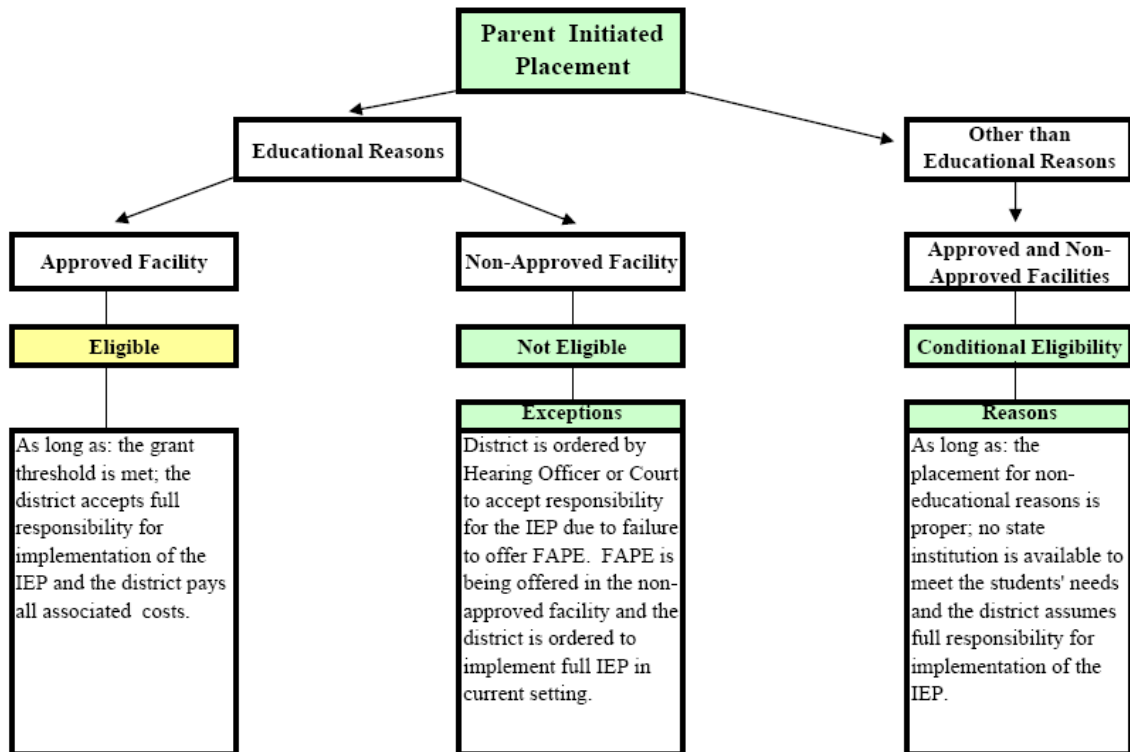 Parent Initiated
Placement
Educational Reasons
Other than
Educational Reasons
Approved Facility
Non-Approved Facility
Approved and Non-
Approved Facilities
Eligible
Not Eligible
Conditional Eligibility
As long as: the grant
threshold is met; the
district accepts full
responsibility for
implementation of the
IEP and the district pays
all associated costs.
Exceptions
District is ordered by
Hearing Officer or Court
to accept responsibility
for the IEP due to failure
to offer FAPE. FAPE is
being offered in the non-
approved facility and the
district is ordered to
implement full IEP in
current setting.
Reasons
As long as: the
placement for non-
educational reasons is
proper; no state
institution is available to
meet the students' needs
and the district assumes
full responsibility for
implementation of the
IEP.